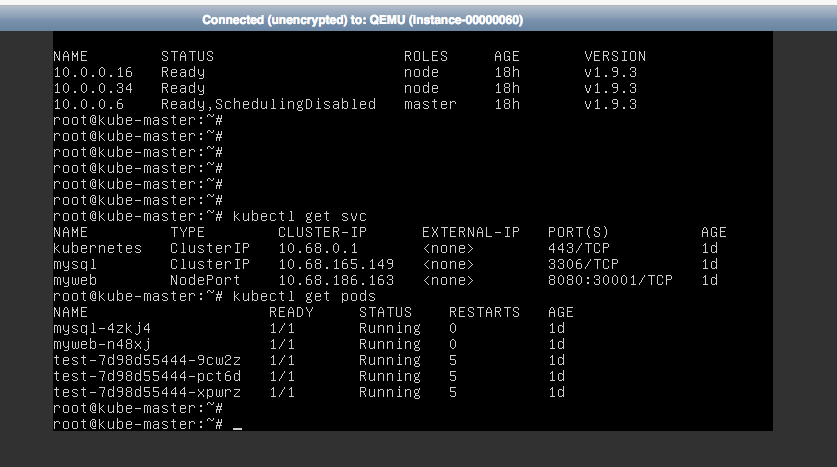 Connected (unencrypted) to: QEMU (instance-00000060)
NAME STATUS ROLES AGE VERSION
10.0.0.16 Ready node 18h v1.9.3
10.0.0.34 Ready node 18h v1.9.3
10.0.0.6 Ready,SchedulingDisabled master 18h v1.9.3
root@kube-master:~#
root@kube-master:~#
root@kube-master:~#
root@kube-master:~#
root@kube-master:~#
root@kube-master:~#
root@kube-master:~# kubectl get svc
NAME TYPE CLUSTER-IP EXTERNAL-IP PORT(S) AGE
kubernetes ClusterIP 10.68.0.1 <none> 443/TCP 1d
mysql ClusterIP 10.68.165.149 <none> 3306/TCP 1d
myweb NodePort 10.68.186.163 <none> 8080:30001/TCP 1d
root@kube-master:~# kubectl get pods
NAME READY STATUS RESTARTS AGE
mysql-4zkj4 1/1 Running 0 1d
myweb-n48xj 1/1 Running 0 1d
test-7d98d55444-9cw2z 1/1 Running 5 1d
test-7d98d55444-pct6d 1/1 Running 5 1d
test-7d98d55444-xpwrz 1/1 Running 5 1d
root@kube-master:~#
root@kube-master:~# _